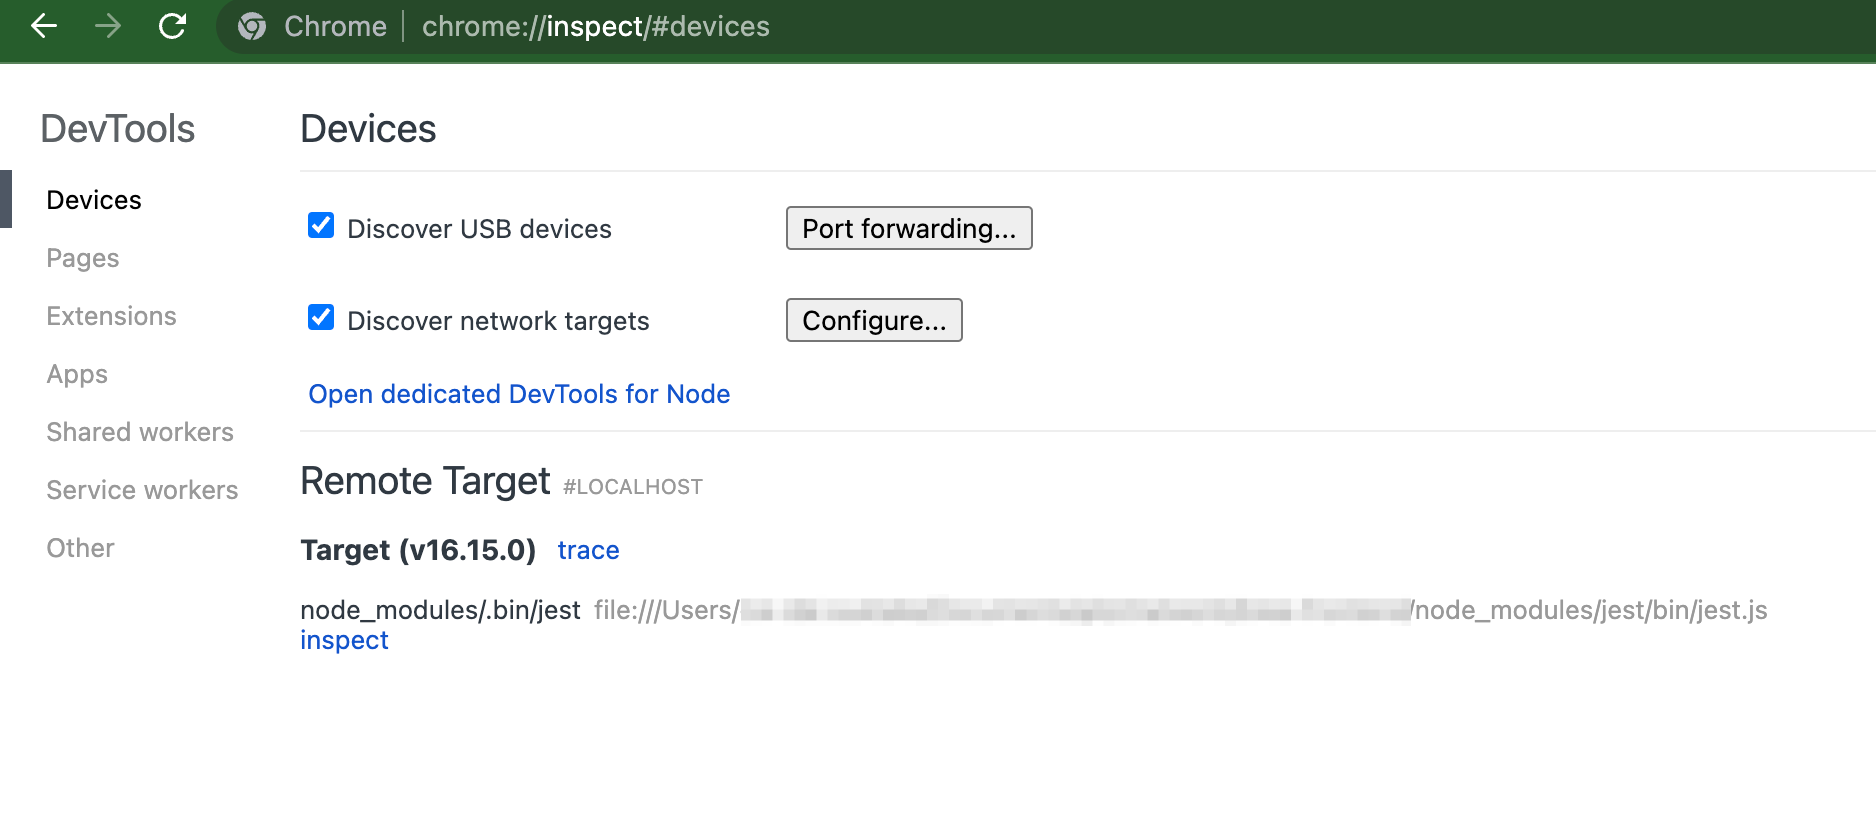 Chrome chrome://inspect/#devices
DevTools
Devices
Pages
Extensions
Apps
Shared workers
Service workers
Other
Devices
Discover USB devices Port forwarding...
Discover network targets Configure...
Open dedicated DevTools for Node
Remote Target #LOCALHOST
Target (v16.15.0) trace
node_modules/.bin/jest file:///Users/ /node_modules/jest/bin/jest.js
inspect